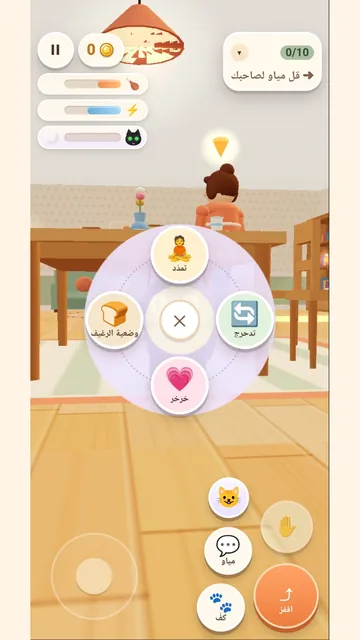 0
0/10
قل مياو لصاحبك
تمدد
وضعية الرغيف
تدحرج
خرخر
مياو
كف
اقفز